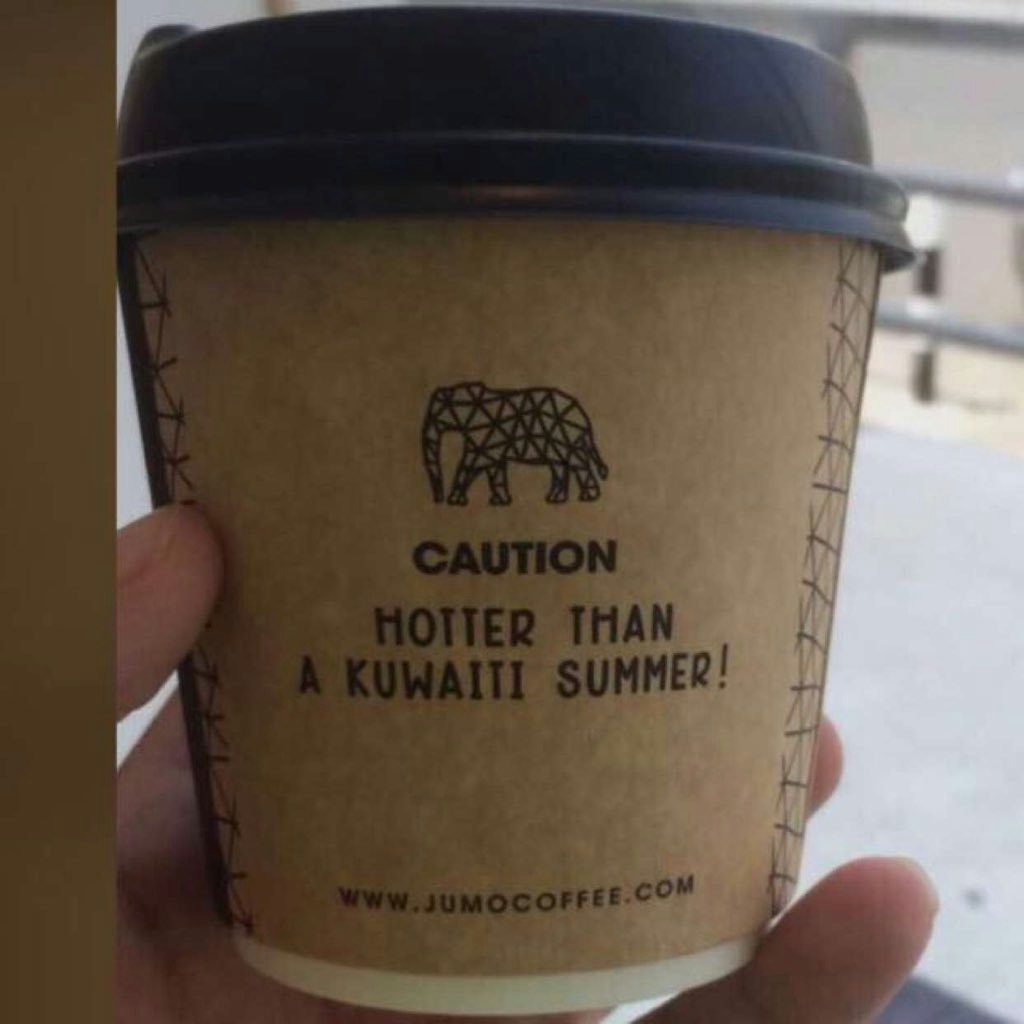 CAUTION
HOTTER THAN
A KUWAITI SUMMER!
WWW.JUMOCOFFEE.COM